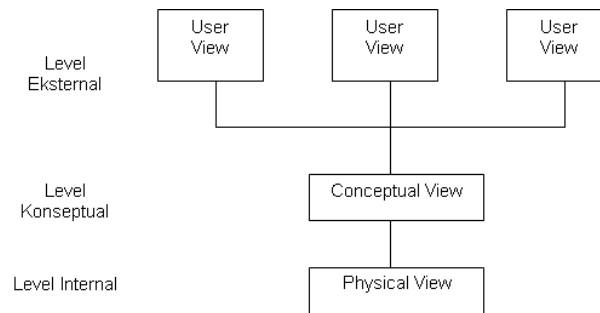 User
View
User
View
User
View
Level
Eksternal
Level
Konseptual
Conceptual View
Level Internal
Physical View